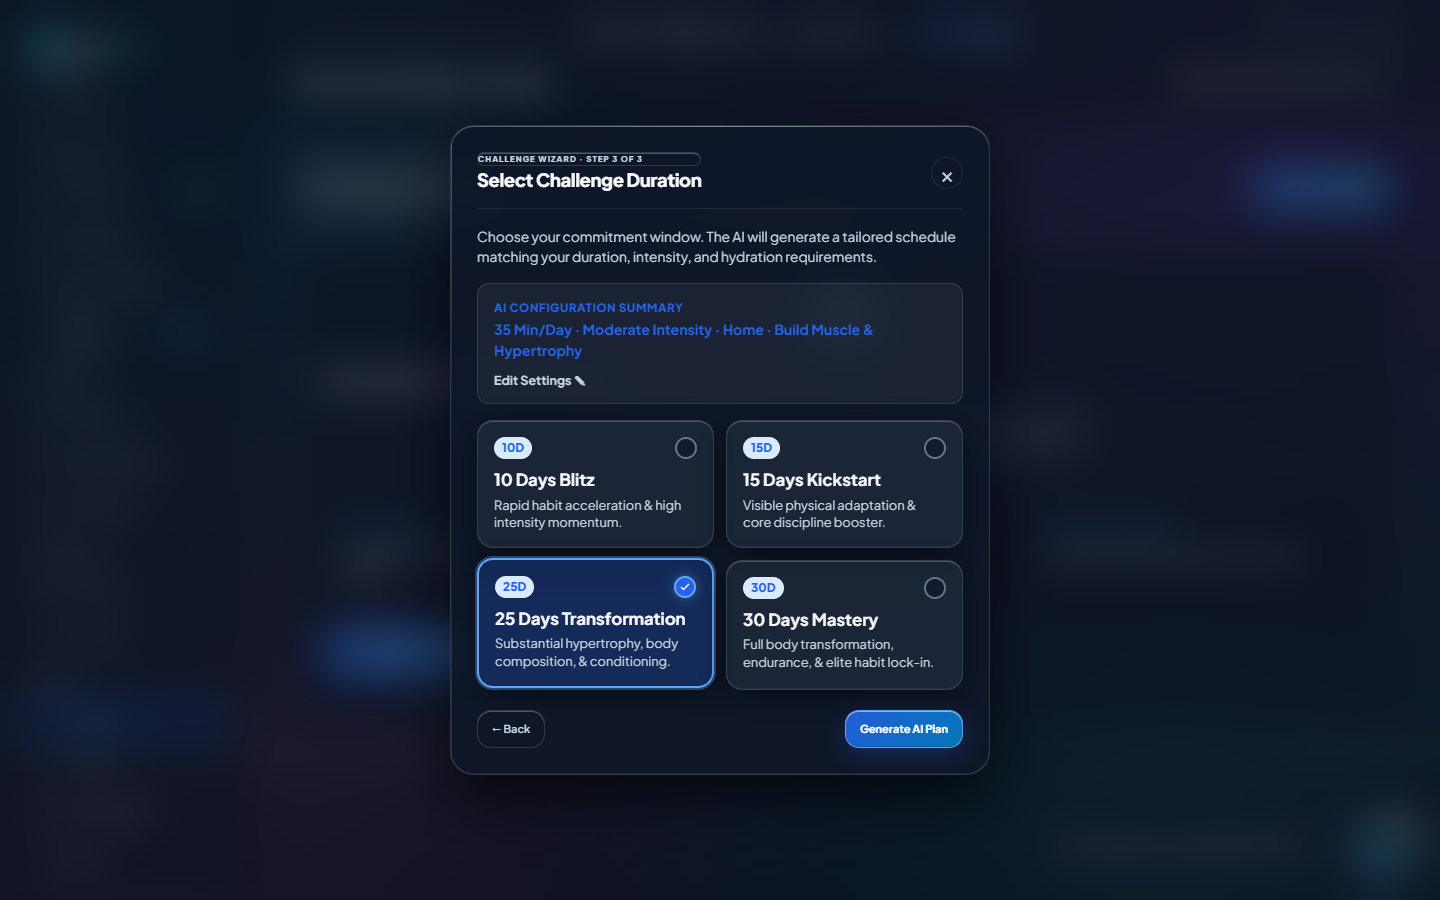 CHALLENGE WIZARD · STEP 3 OF 3
Select Challenge Duration
Choose your commitment window. The AI will generate a tailored schedule
matching your duration, intensity, and hydration requirements.
AI CONFIGURATION SUMMARY
35 Min/Day · Moderate Intensity · Home · Build Muscle &
Hypertrophy
Edit Settings ✎
10D
10 Days Blitz
Rapid habit acceleration & high
intensity momentum.
15D
15 Days Kickstart
Visible physical adaptation &
core discipline booster.
25D
25 Days Transformation
Substantial hypertrophy, body
composition, & conditioning.
30D
30 Days Mastery
Full body transformation,
endurance, & elite habit lock-in.
← Back
Generate AI Plan